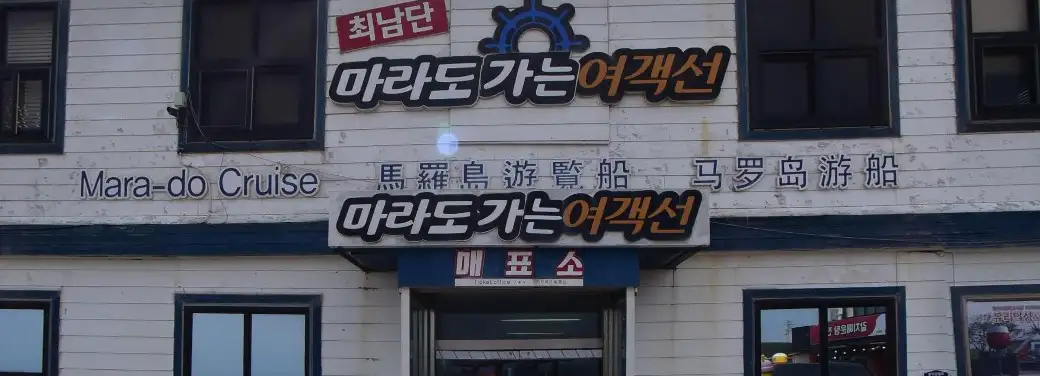 최남단
마라도 가는 여객선
Mara-do Cruise 馬羅島遊覧船 马罗岛游船
마라도 가는 여객선
매표소